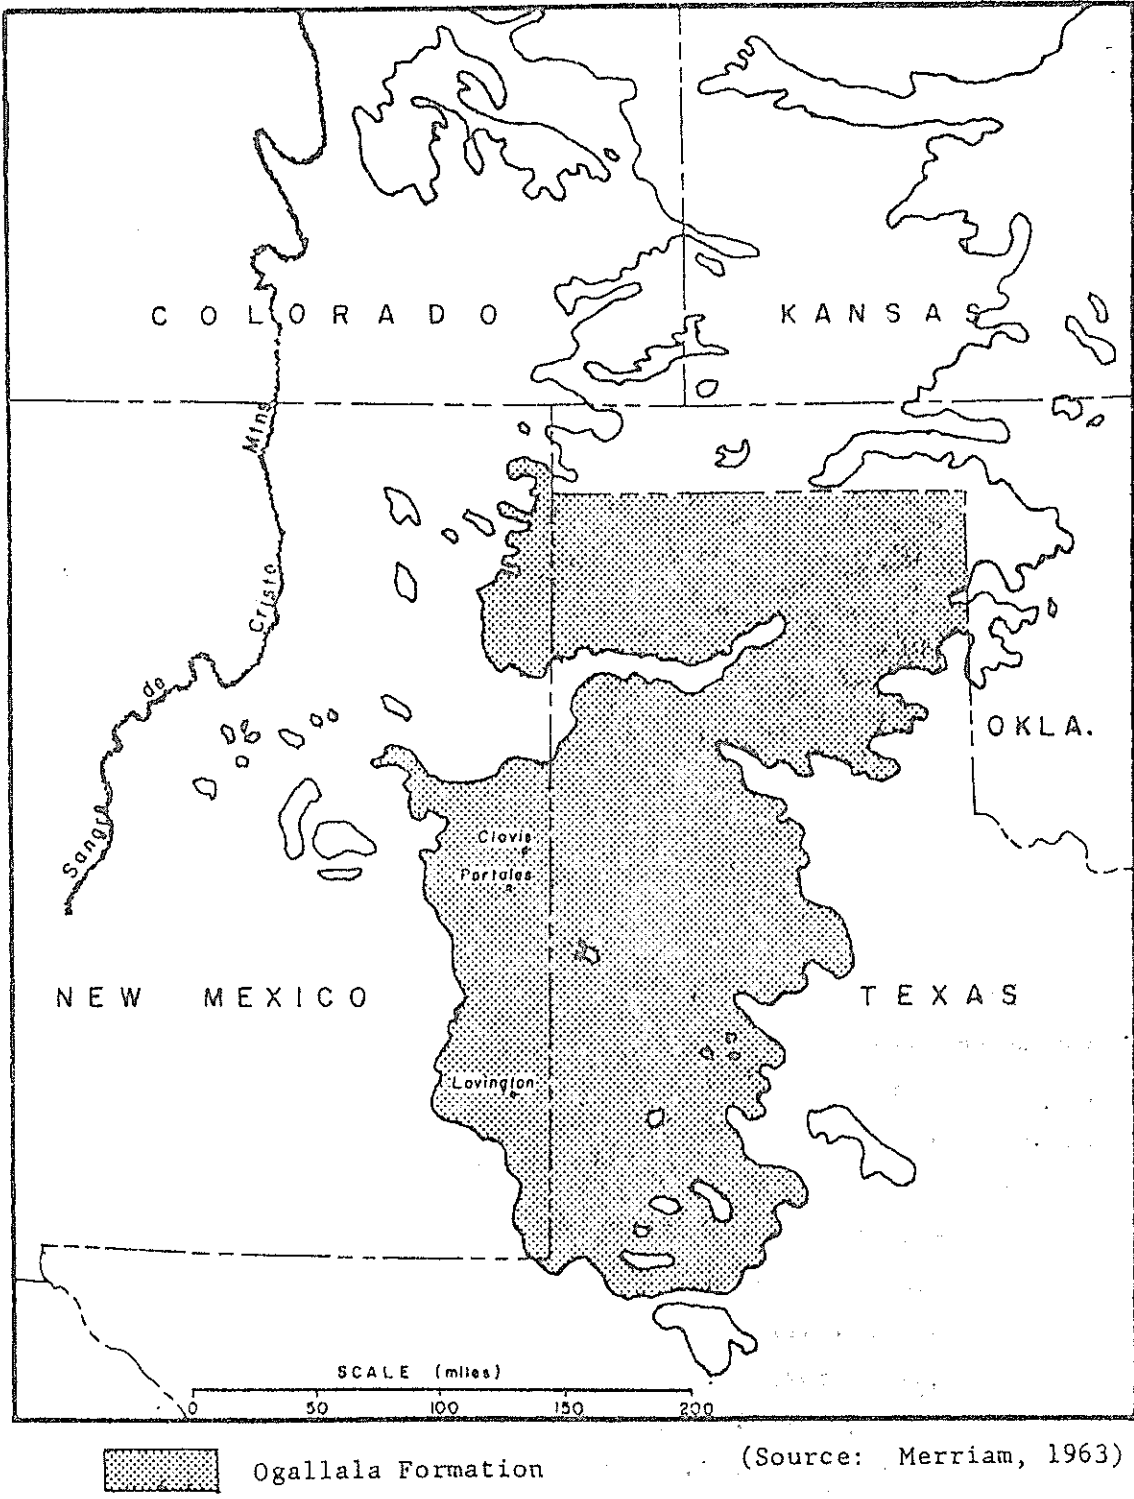 COLORADO
KANSAS
Mtns
Cristo
de
Sangre
OKLA.
Clovis
Portales
NEW MEXICO
TEXAS
Lovington
SCALE (miles)
0 50 100 150 200
Ogallala Formation
(Source: Merriam, 1963)